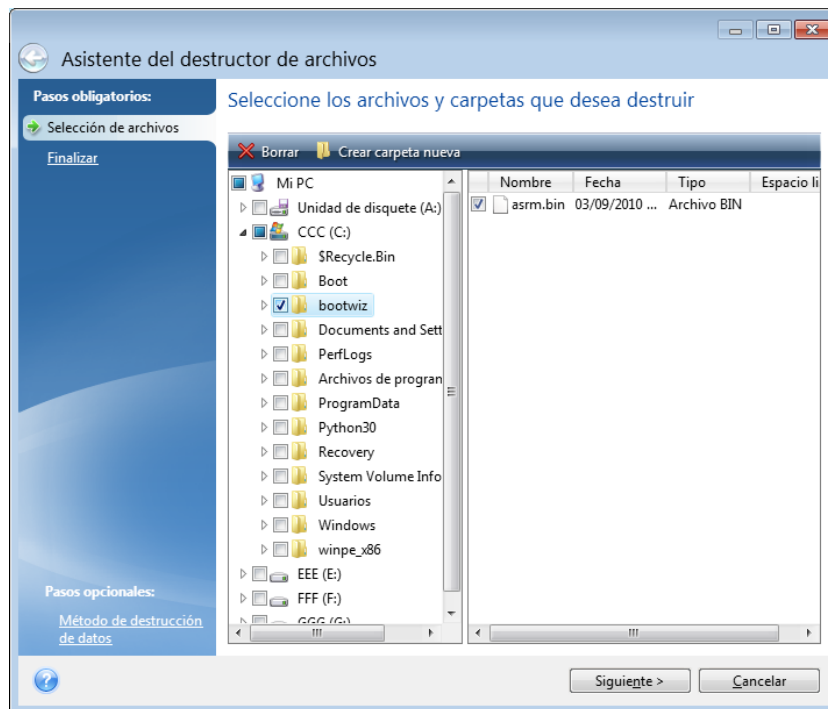 Asistente del destructor de archivos
Pasos obligatorios:
Selección de archivos
Finalizar
Seleccione los archivos y carpetas que desea destruir
Borrar Crear carpeta nueva
Mi PC
Unidad de disquete (A:)
CCC (C:)
$Recycle.Bin
Boot
bootwiz
Documents and Sett
PerfLogs
Archivos de program
ProgramData
Python30
Recovery
System Volume Info
Usuarios
Windows
winpe_x86
EEE (E:)
FFF (F:)
GGG (G:)
Nombre Fecha Tipo Espacio li
asrm.bin 03/09/2010 ... Archivo BIN
Pasos opcionales:
Método de destrucción
de datos
Siguiente >
Cancelar